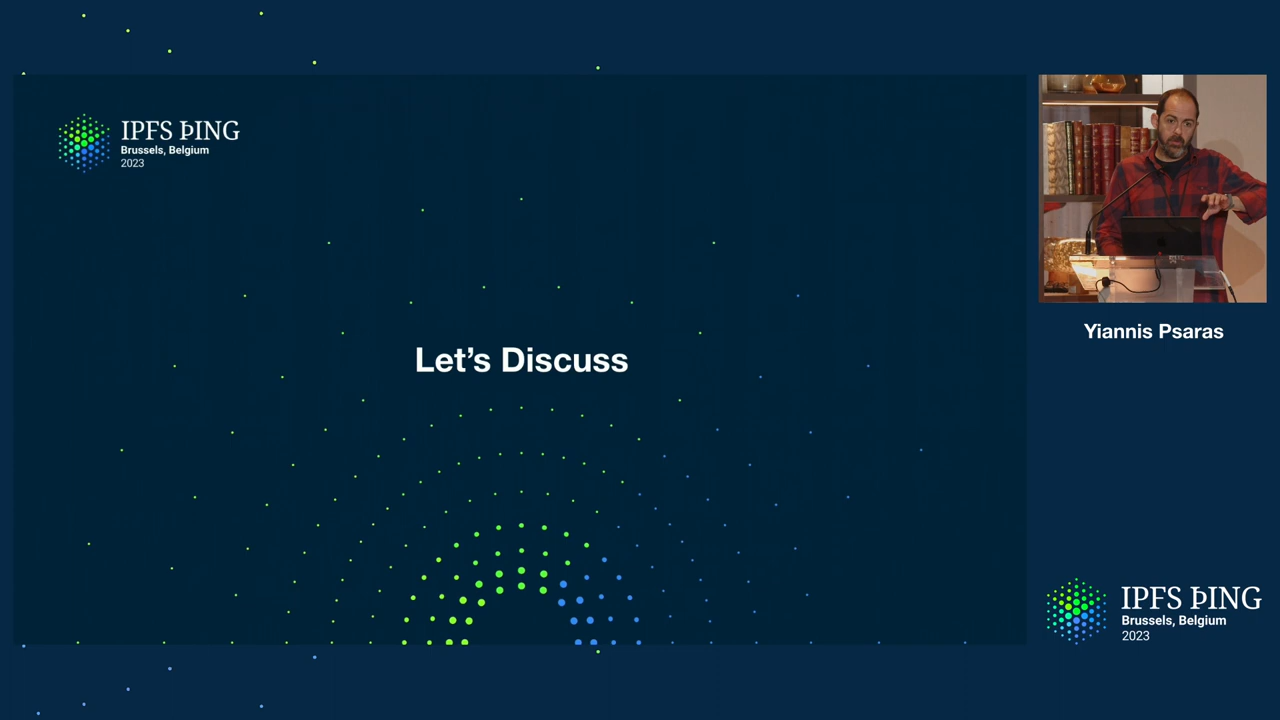 IPFS ÞING
Brussels, Belgium
2023
Let's Discuss
Yiannis Psaras
IPFS ÞING
Brussels, Belgium
2023